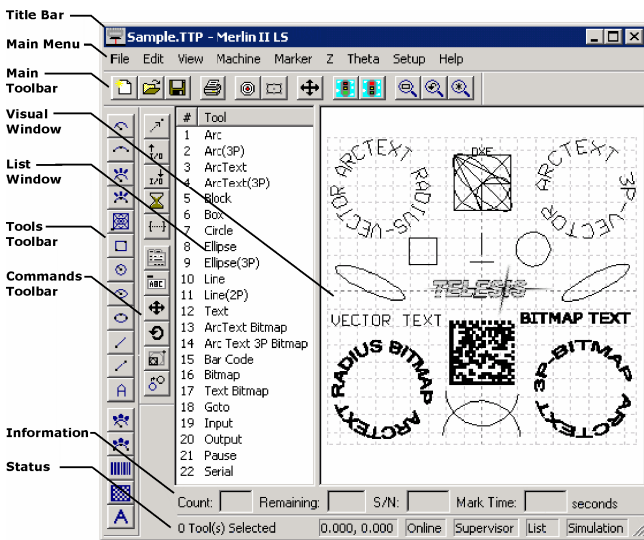 Title Bar
Sample.TTP - Merlin II LS
Main Menu
File Edit View Machine Marker Z Theta Setup Help
Main
Toolbar
Visual
Window
List
Window
Tools
Toolbar
Commands
Toolbar
Information
Status
1/0
I/0
ABC
A
A
# Tool
1 Arc
2 Arc(3P)
3 ArcText
4 ArcText(3P)
5 Block
6 Box
7 Circle
8 Ellipse
9 Ellipse(3P)
10 Line
11 Line(2P)
12 Text
13 ArcText Bitmap
14 Arc Text 3P Bitmap
15 Bar Code
16 Bitmap
17 Text Bitmap
18 Goto
19 Input
20 Output
21 Pause
22 Serial
ARCTEXT RADIUS-VECTOR
DXF
ARCTEXT 3P-VECTOR
TELESIS
VECTOR TEXT
BITMAP TEXT
ARCTEXT RADIUS BITMAP
ARCTEXT 3P-BITMAP
Count: Remaining: S/N: Mark Time: seconds
0 Tool(s) Selected 0.000, 0.000 Online Supervisor List Simulation